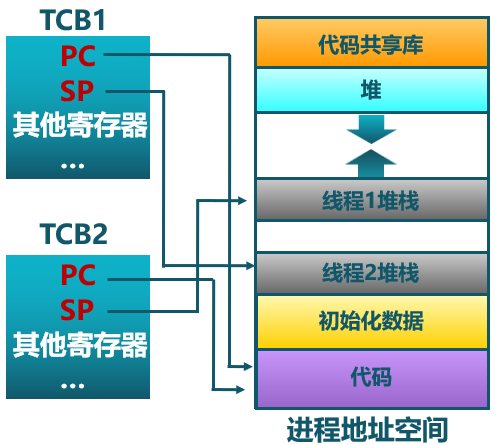 TCB1
PC
SP
其他寄存器
...
TCB2
PC
SP
其他寄存器
...
代码共享库
堆
线程1堆栈
线程2堆栈
初始化数据
代码
进程地址空间